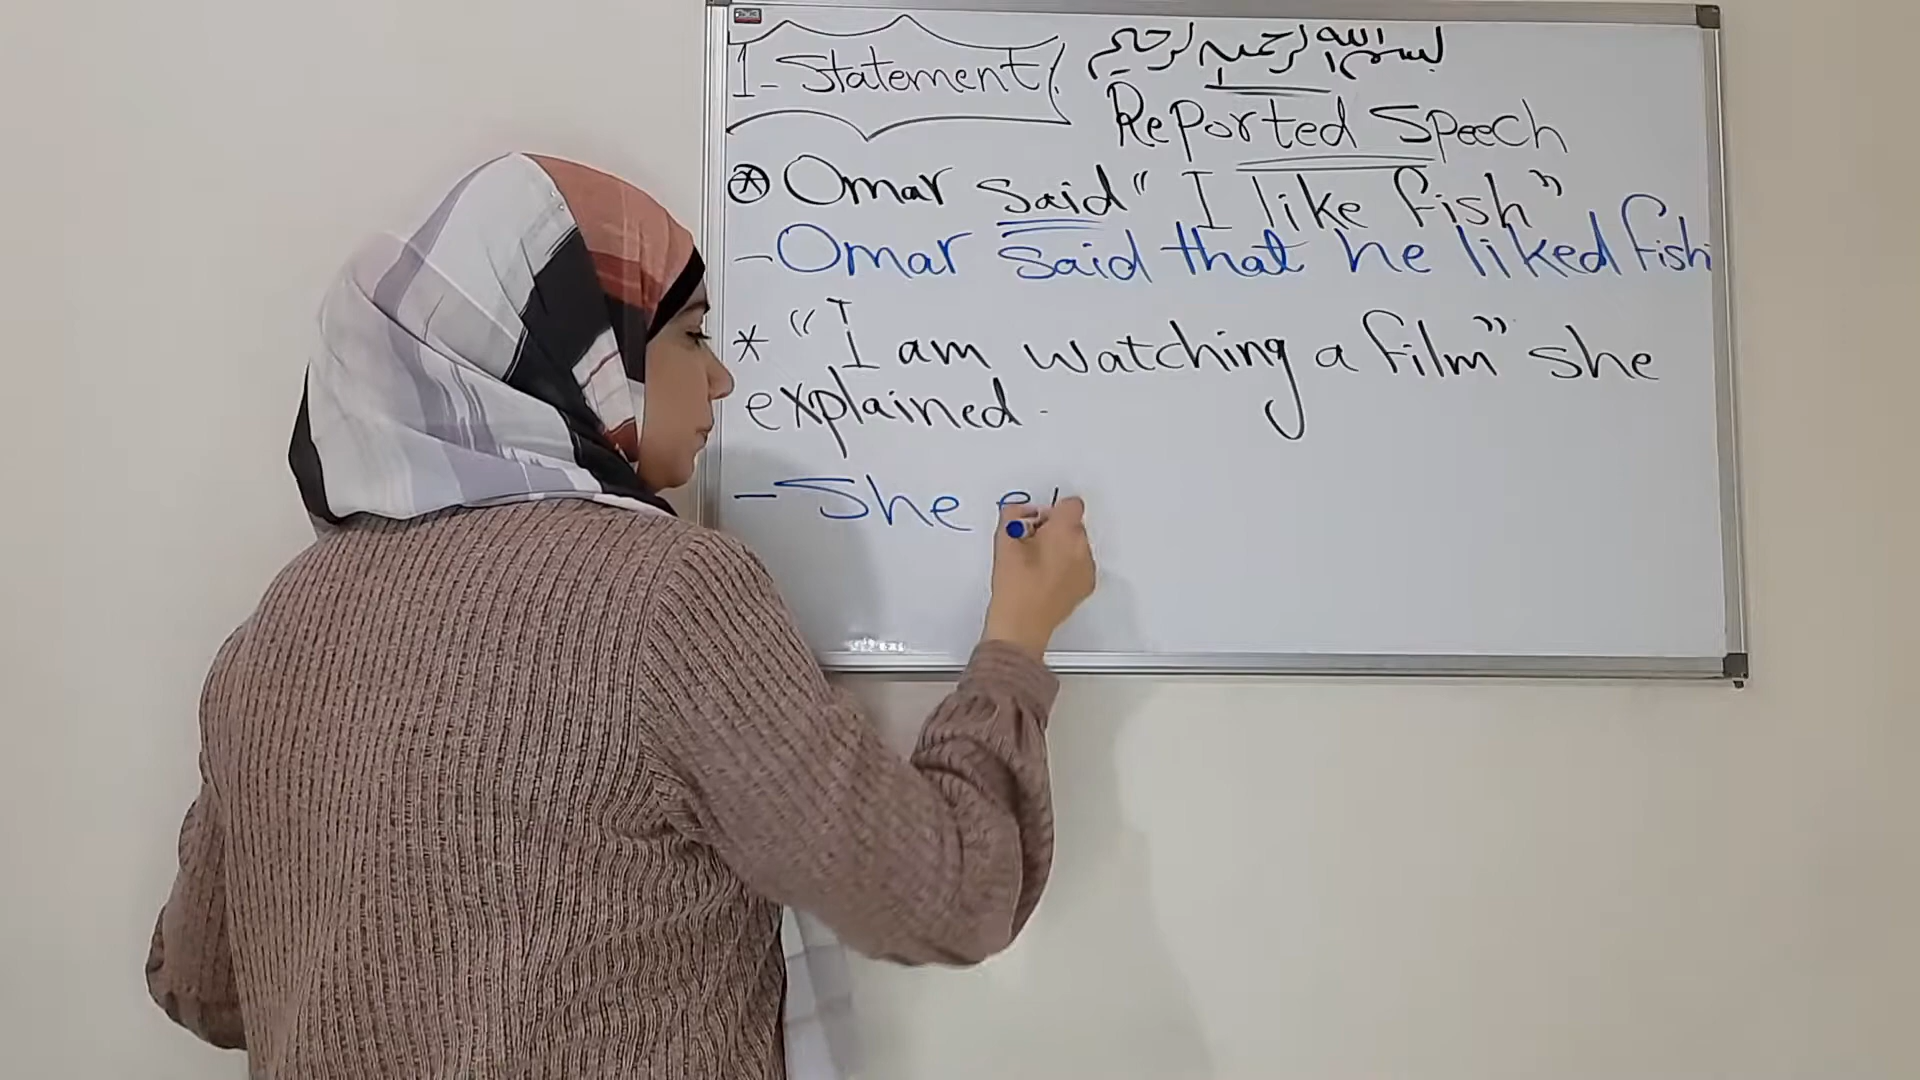 1-Statement
بسم الله الرحمن الرحيم
Reported Speech
* Omar said “I like fish”
- Omar said that he liked fish
* “I am watching a film” she
explained.
- She e